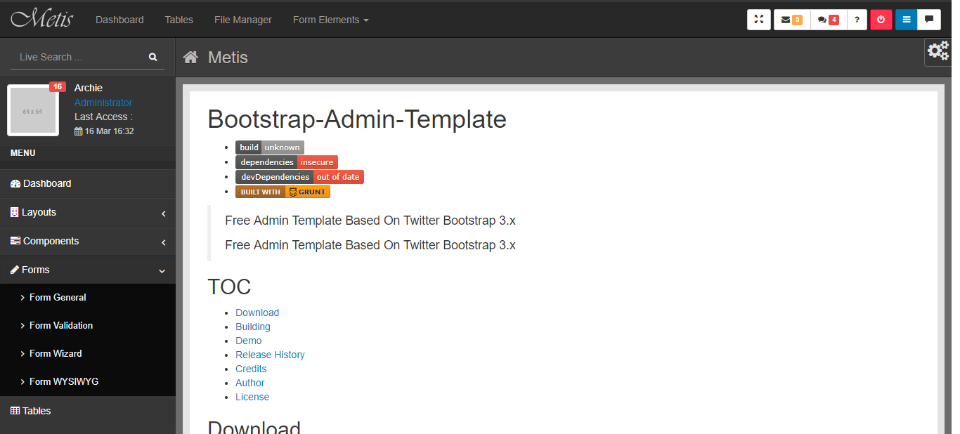 Metis Dashboard Tables File Manager Form Elements 5 4 ?
Live Search ...
Metis
64 x 64
16
Archie
Administrator
Last Access :
16 Mar 16:32
MENU
Dashboard
Layouts
Components
Forms
Form General
Form Validation
Form Wizard
Form WYSIWYG
Tables
Bootstrap-Admin-Template
build unknown
dependencies insecure
devDependencies out of date
BUILT WITH GRUNT
Free Admin Template Based On Twitter Bootstrap 3.x
Free Admin Template Based On Twitter Bootstrap 3.x
TOC
Download
Building
Demo
Release History
Credits
Author
License
Download